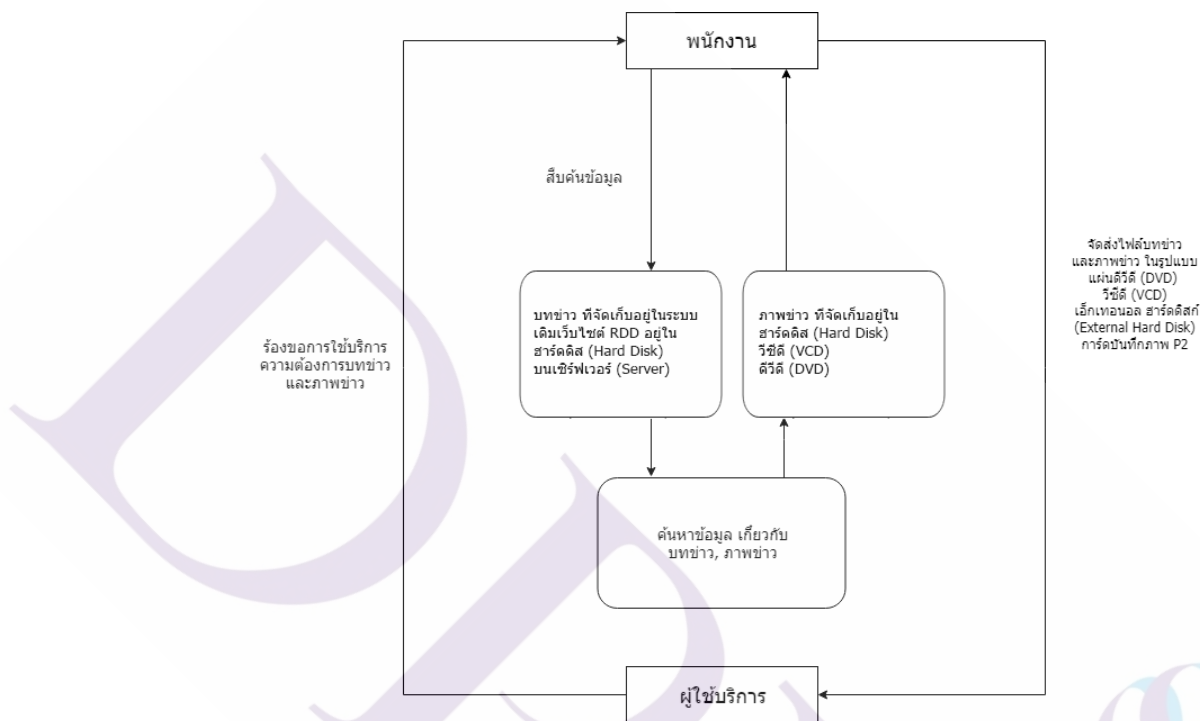 พนักงาน
สืบค้นข้อมูล
จัดส่งไฟล์บทข่าว
และภาพข่าว ในรูปแบบ
แผ่นดีวีดี (DVD)
วีซีดี (VCD)
เอ็กเทอนอล ฮาร์ดดิสก์
(External Hard Disk)
การ์ดบันทึกภาพ P2
บทข่าว ที่จัดเก็บอยู่ในระบบ
เดิมเว็บไซต์ RDD อยู่ใน
ฮาร์ดดิส (Hard Disk)
บนเซิร์ฟเวอร์ (Server)
ภาพข่าว ที่จัดเก็บอยู่ใน
ฮาร์ดดิส (Hard Disk)
วีซีดี (VCD)
ดีวีดี (DVD)
ร้องขอการใช้บริการ
ความต้องการบทข่าว
และภาพข่าว
ค้นหาข้อมูล เกี่ยวกับ
บทข่าว, ภาพข่าว
ผู้ใช้บริการ